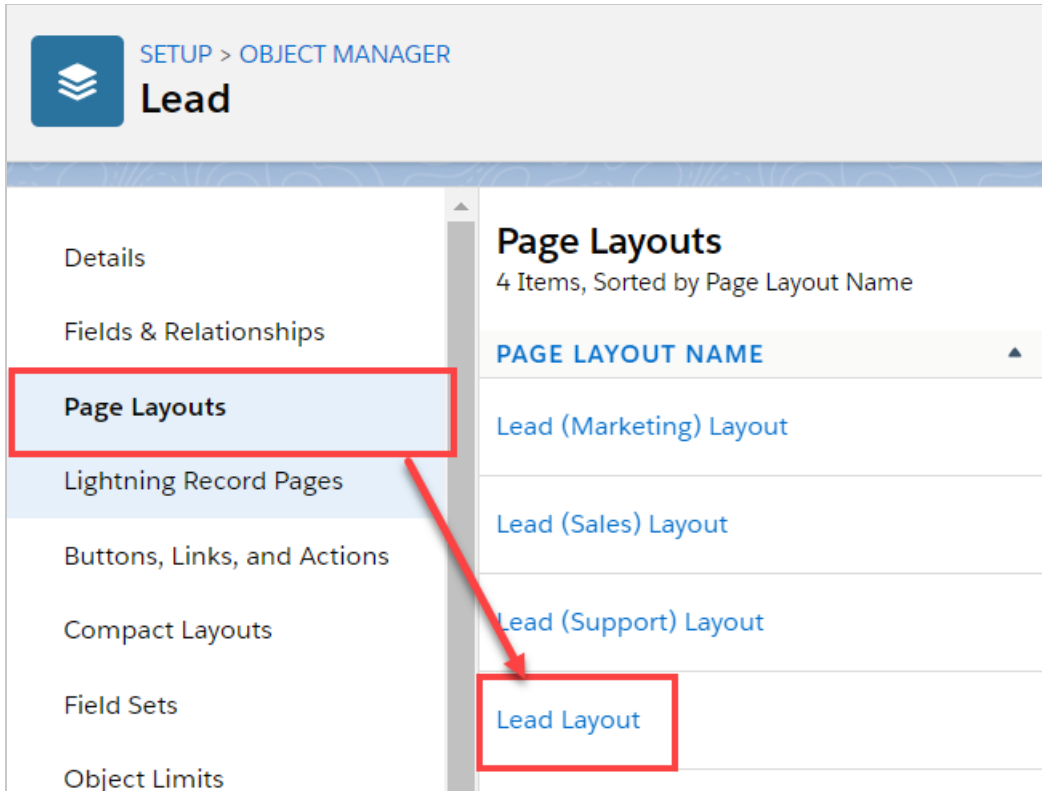 SETUP > OBJECT MANAGER
Lead
Details
Fields & Relationships
Page Layouts
Lightning Record Pages
Buttons, Links, and Actions
Compact Layouts
Field Sets
Object Limits
Page Layouts
4 Items, Sorted by Page Layout Name
PAGE LAYOUT NAME
Lead (Marketing) Layout
Lead (Sales) Layout
Lead (Support) Layout
Lead Layout